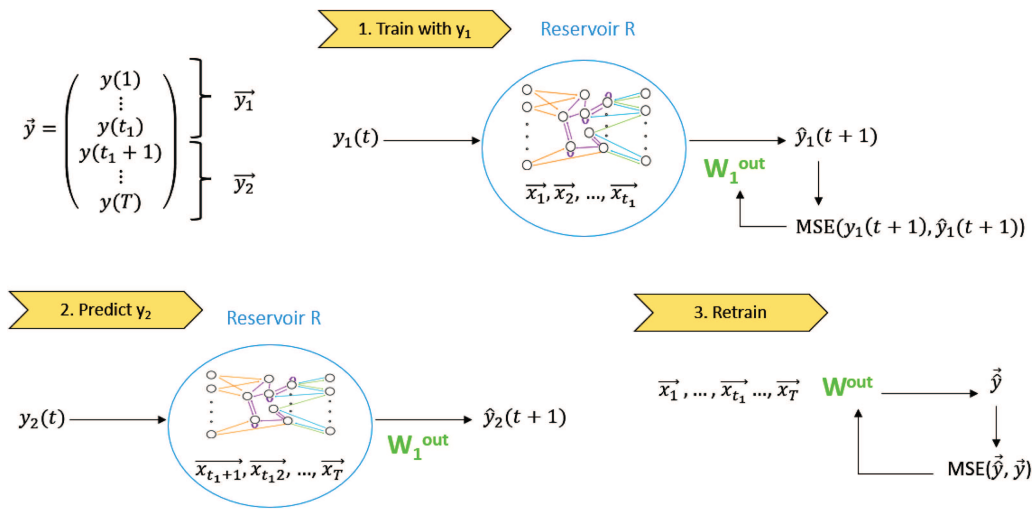 1. Train with y₁
Reservoir R
y⃗ = ( y(1) ⋮ y(t₁) y(t₁ + 1) ⋮ y(T) )
y⃗₁
y⃗₂
y₁(t)
x⃗₁, x⃗₂, ..., x⃗ₜ₁
W₁ᵒᵘᵗ
ŷ₁(t + 1)
MSE(y₁(t + 1), ŷ₁(t + 1))
2. Predict y₂
Reservoir R
y₂(t)
x⃗ₜ₁₊₁, x⃗ₜ₁₂, ..., x⃗_T
W₁ᵒᵘᵗ
ŷ₂(t + 1)
3. Retrain
x⃗₁, ... , x⃗ₜ₁ ..., x⃗_T
Wᵒᵘᵗ
ŷ⃗
MSE(ŷ⃗, y⃗)